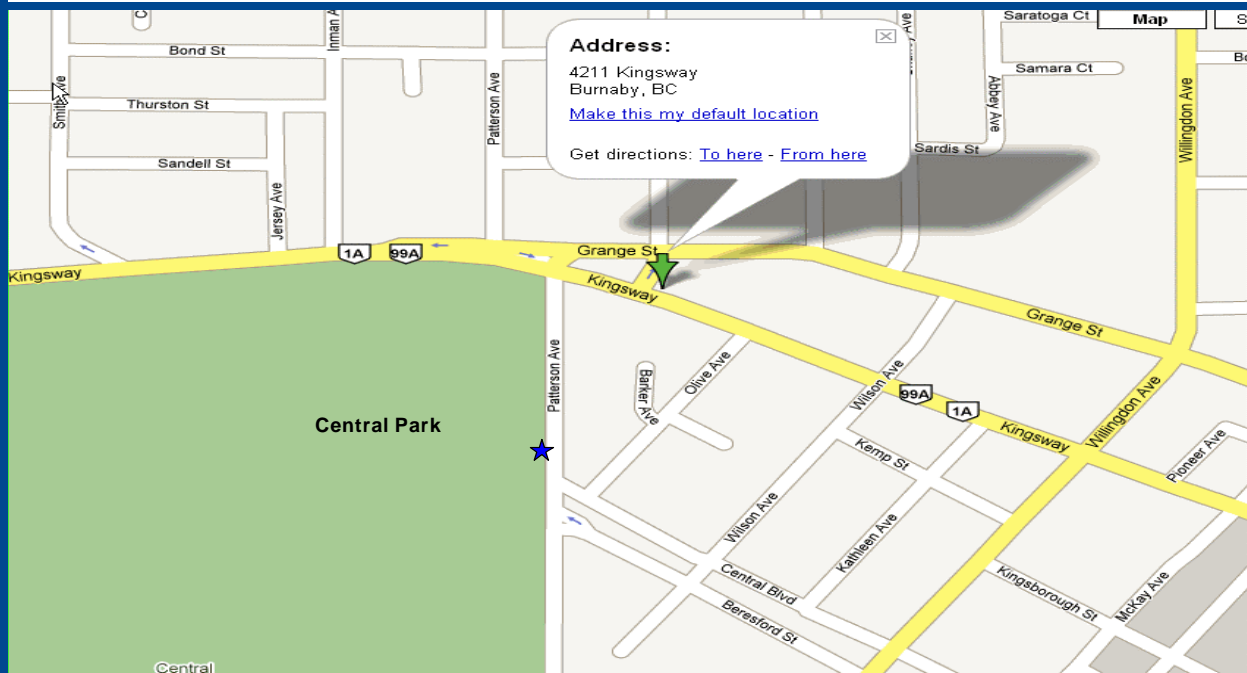 Saratoga Ct
Map
S
Inman A
Bond St
Samara Ct
Thurston St
Smith Ave
Patterson Ave
Abbey Ave
Willingdon Ave
Address:
4211 Kingsway
Burnaby, BC
Make this my default location
Get directions: To here - From here
Sandell St
Sardis St
Jersey Ave
1A
99A
Grange St
Kingsway
Kingsway
Grange St
Patterson Ave
Barker Ave
Olive Ave
Wilson Ave
99A
1A
Kingsway
Willingdon Ave
Central Park
Kemp St
Pioneer Ave
Wilson Ave
Kathleen Ave
Central Blvd
Kingsborough St
McKay Ave
Beresford St
Central